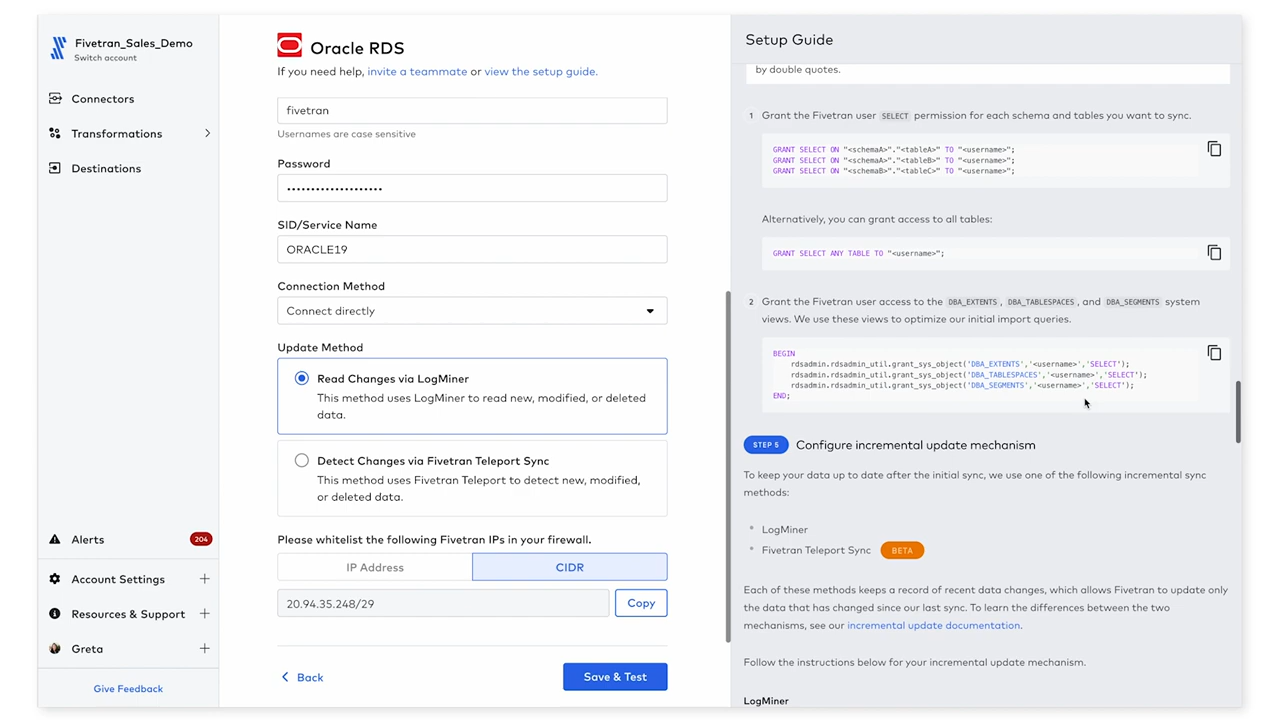 Fivetran_Sales_Demo
Switch account
Connectors
Transformations
Destinations
Alerts
204
Account Settings
Resources & Support
Greta
Give Feedback
Oracle RDS
If you need help, invite a teammate or view the setup guide.
fivetran
Usernames are case sensitive
Password
••••••••••••••••••••
SID/Service Name
ORACLE19
Connection Method
Connect directly
Update Method
Read Changes via LogMiner
This method uses LogMiner to read new, modified, or deleted
data.
Detect Changes via Fivetran Teleport Sync
This method uses Fivetran Teleport to detect new, modified,
or deleted data.
Please whitelist the following Fivetran IPs in your firewall.
IP Address
CIDR
20.94.35.248/29
Copy
Back
Save & Test
Setup Guide
by double quotes.
1 Grant the Fivetran user SELECT permission for each schema and tables you want to sync.
GRANT SELECT ON "<schemaA>"."<tableA>" TO "<username>";
GRANT SELECT ON "<schemaA>"."<tableB>" TO "<username>";
GRANT SELECT ON "<schemaB>"."<tableC>" TO "<username>";
Alternatively, you can grant access to all tables:
GRANT SELECT ANY TABLE TO "<username>";
2 Grant the Fivetran user access to the DBA_EXTENTS, DBA_TABLESPACES, and DBA_SEGMENTS system
views. We use these views to optimize our initial import queries.
BEGIN
rdsadmin.rdsadmin_util.grant_sys_object('DBA_EXTENTS','<username>','SELECT');
rdsadmin.rdsadmin_util.grant_sys_object('DBA_TABLESPACES','<username>','SELECT');
rdsadmin.rdsadmin_util.grant_sys_object('DBA_SEGMENTS','<username>','SELECT');
END;
STEP 5 Configure incremental update mechanism
To keep your data up to date after the initial sync, we use one of the following incremental sync
methods:
LogMiner
Fivetran Teleport Sync BETA
Each of these methods keeps a record of recent data changes, which allows Fivetran to update only
the data that has changed since our last sync. To learn the differences between the two
mechanisms, see our incremental update documentation.
Follow the instructions below for your incremental update mechanism.
LogMiner